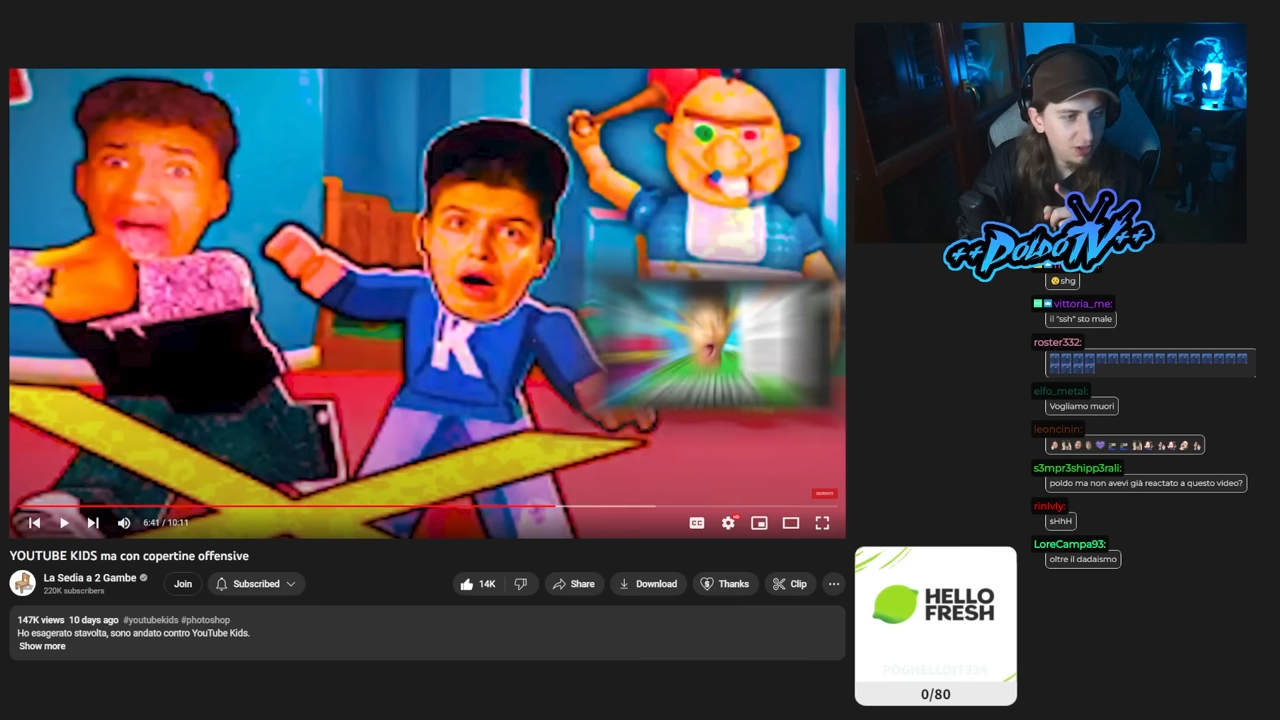 K
6:41 / 10:11
CC
HD
YOUTUBE KIDS ma con copertine offensive
La Sedia a 2 Gambe
220K subscribers
Join
Subscribed
14K
Share
Download
Thanks
Clip
147K views 10 days ago #youtubekids #photoshop
Ho esagerato stavolta, sono andato contro YouTube Kids.
Show more
++POLDOTV++
shg
vittoria_me:
il "ssh" sto male
roster332:
elfo_metal:
Vogliamo muori
leoncinin:
s3mpr3shipp3rali:
poldo ma non avevi già reactato a questo video?
rinlvly:
sHhH
LoreCampa93:
oltre il dadaismo
HELLO
FRESH
0/80